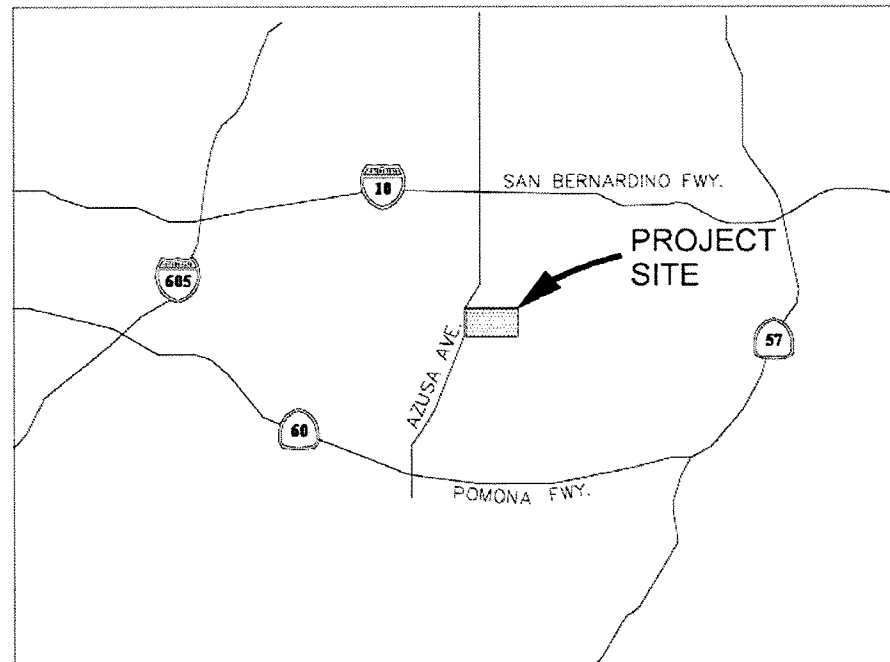 10
SAN BERNARDINO FWY.
PROJECT
SITE
605
AZUSA AVE.
57
60
POMONA FWY.